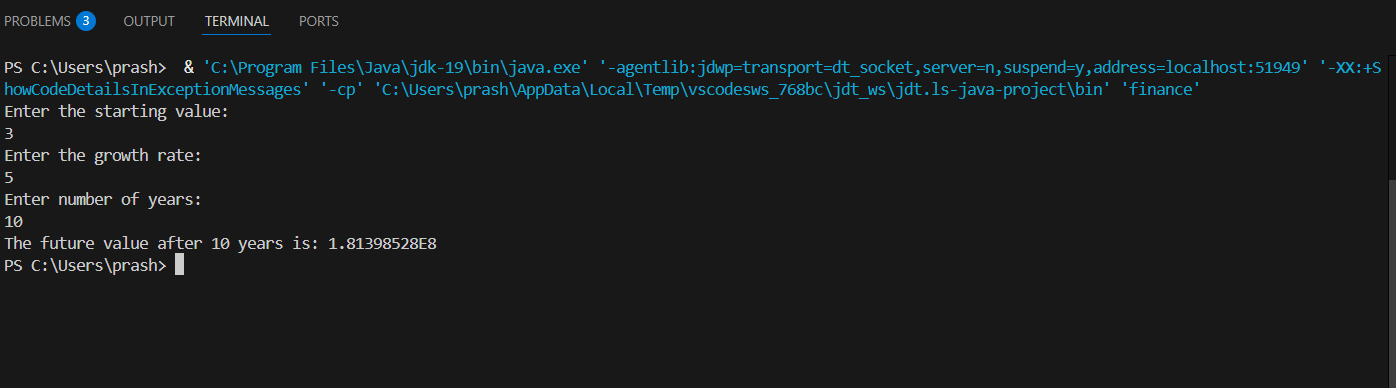 PROBLEMS 3 OUTPUT TERMINAL PORTS
PS C:\Users\prash>  & 'C:\Program Files\Java\jdk-19\bin\java.exe' '-agentlib:jdwp=transport=dt_socket,server=n,suspend=y,address=localhost:51949' '-XX:+S
howCodeDetailsInExceptionMessages' '-cp' 'C:\Users\prash\AppData\Local\Temp\vscodesws_768bc\jdt_ws\jdt.ls-java-project\bin' 'finance'
Enter the starting value:
3
Enter the growth rate:
5
Enter number of years:
10
The future value after 10 years is: 1.81398528E8
PS C:\Users\prash>